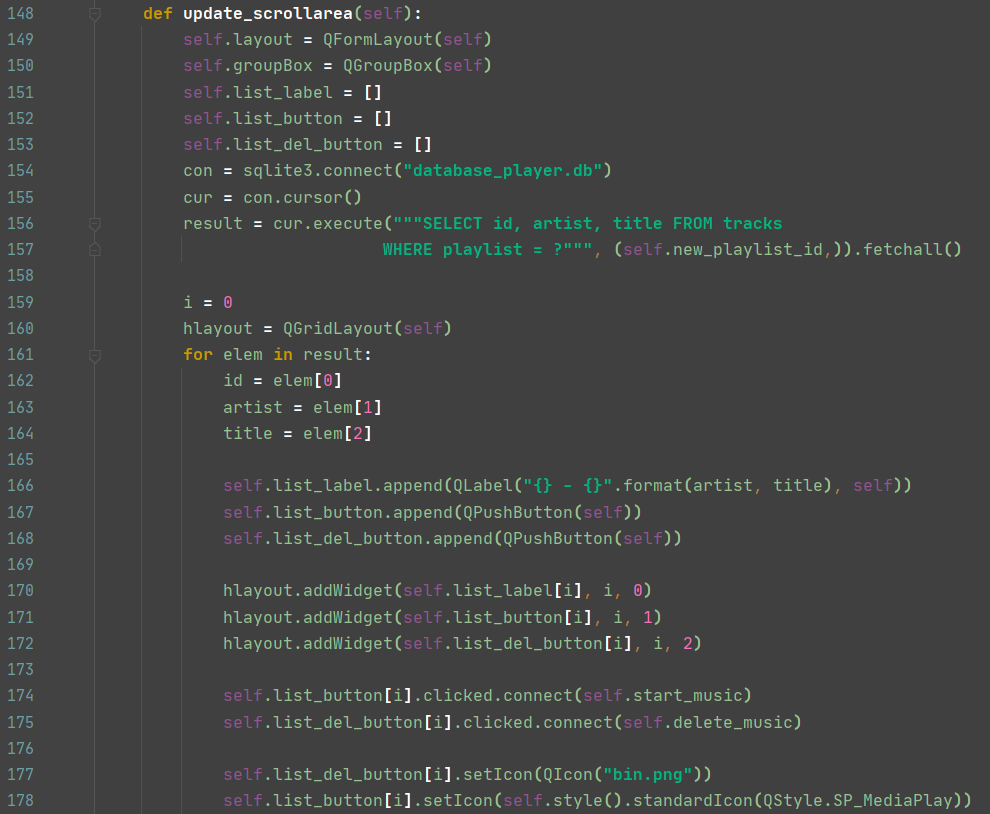 148 def update_scrollarea(self):
149 self.layout = QFormLayout(self)
150 self.groupBox = QGroupBox(self)
151 self.list_label = []
152 self.list_button = []
153 self.list_del_button = []
154 con = sqlite3.connect("database_player.db")
155 cur = con.cursor()
156 result = cur.execute("""SELECT id, artist, title FROM tracks
157 WHERE playlist = ?""", (self.new_playlist_id,)).fetchall()
158
159 i = 0
160 hlayout = QGridLayout(self)
161 for elem in result:
162 id = elem[0]
163 artist = elem[1]
164 title = elem[2]
165
166 self.list_label.append(QLabel("{} - {}".format(artist, title), self))
167 self.list_button.append(QPushButton(self))
168 self.list_del_button.append(QPushButton(self))
169
170 hlayout.addWidget(self.list_label[i], i, 0)
171 hlayout.addWidget(self.list_button[i], i, 1)
172 hlayout.addWidget(self.list_del_button[i], i, 2)
173
174 self.list_button[i].clicked.connect(self.start_music)
175 self.list_del_button[i].clicked.connect(self.delete_music)
176
177 self.list_del_button[i].setIcon(QIcon("bin.png"))
178 self.list_button[i].setIcon(self.style().standardIcon(QStyle.SP_MediaPlay))